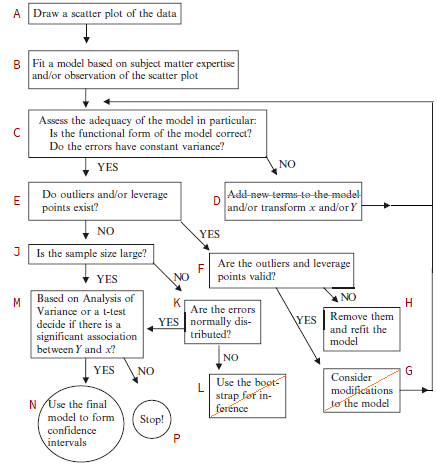 A Draw a scatter plot of the data
B Fit a model based on subject matter expertise
and/or observation of the scatter plot
C Assess the adequacy of the model in particular:
Is the functional form of the model correct?
Do the errors have constant variance?
YES
NO
E Do outliers and/or leverage
points exist?
D Add new terms to the model
and/or transform x and/or Y
NO
YES
J Is the sample size large?
F Are the outliers and leverage
points valid?
YES
NO
NO
YES
M Based on Analysis of
Variance or a t-test
decide if there is a
significant association
between Y and x?
K Are the errors
normally dis-
tributed?
YES
H Remove them
and refit the
model
NO
L Use the boot-
strap for in-
ference
G Consider
modifications
to the model
YES
NO
N Use the final
model to form
confidence
intervals
Stop!
P